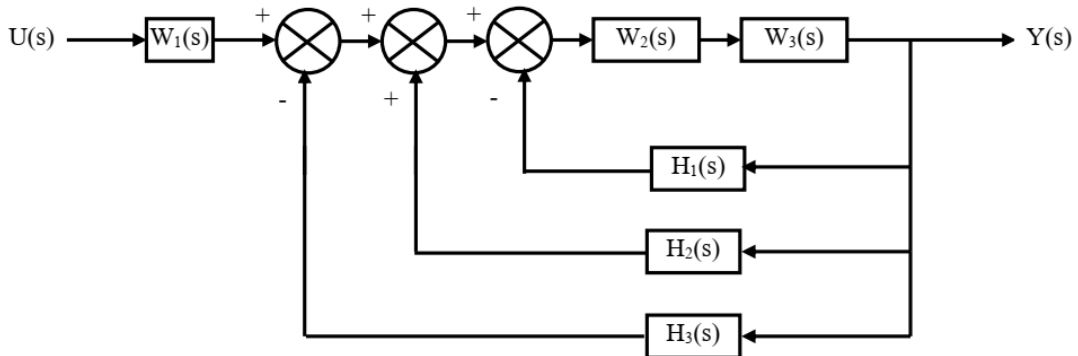 U(s) W₁(s) + + + W₂(s) W₃(s) Y(s)
- + -
H₁(s)
H₂(s)
H₃(s)